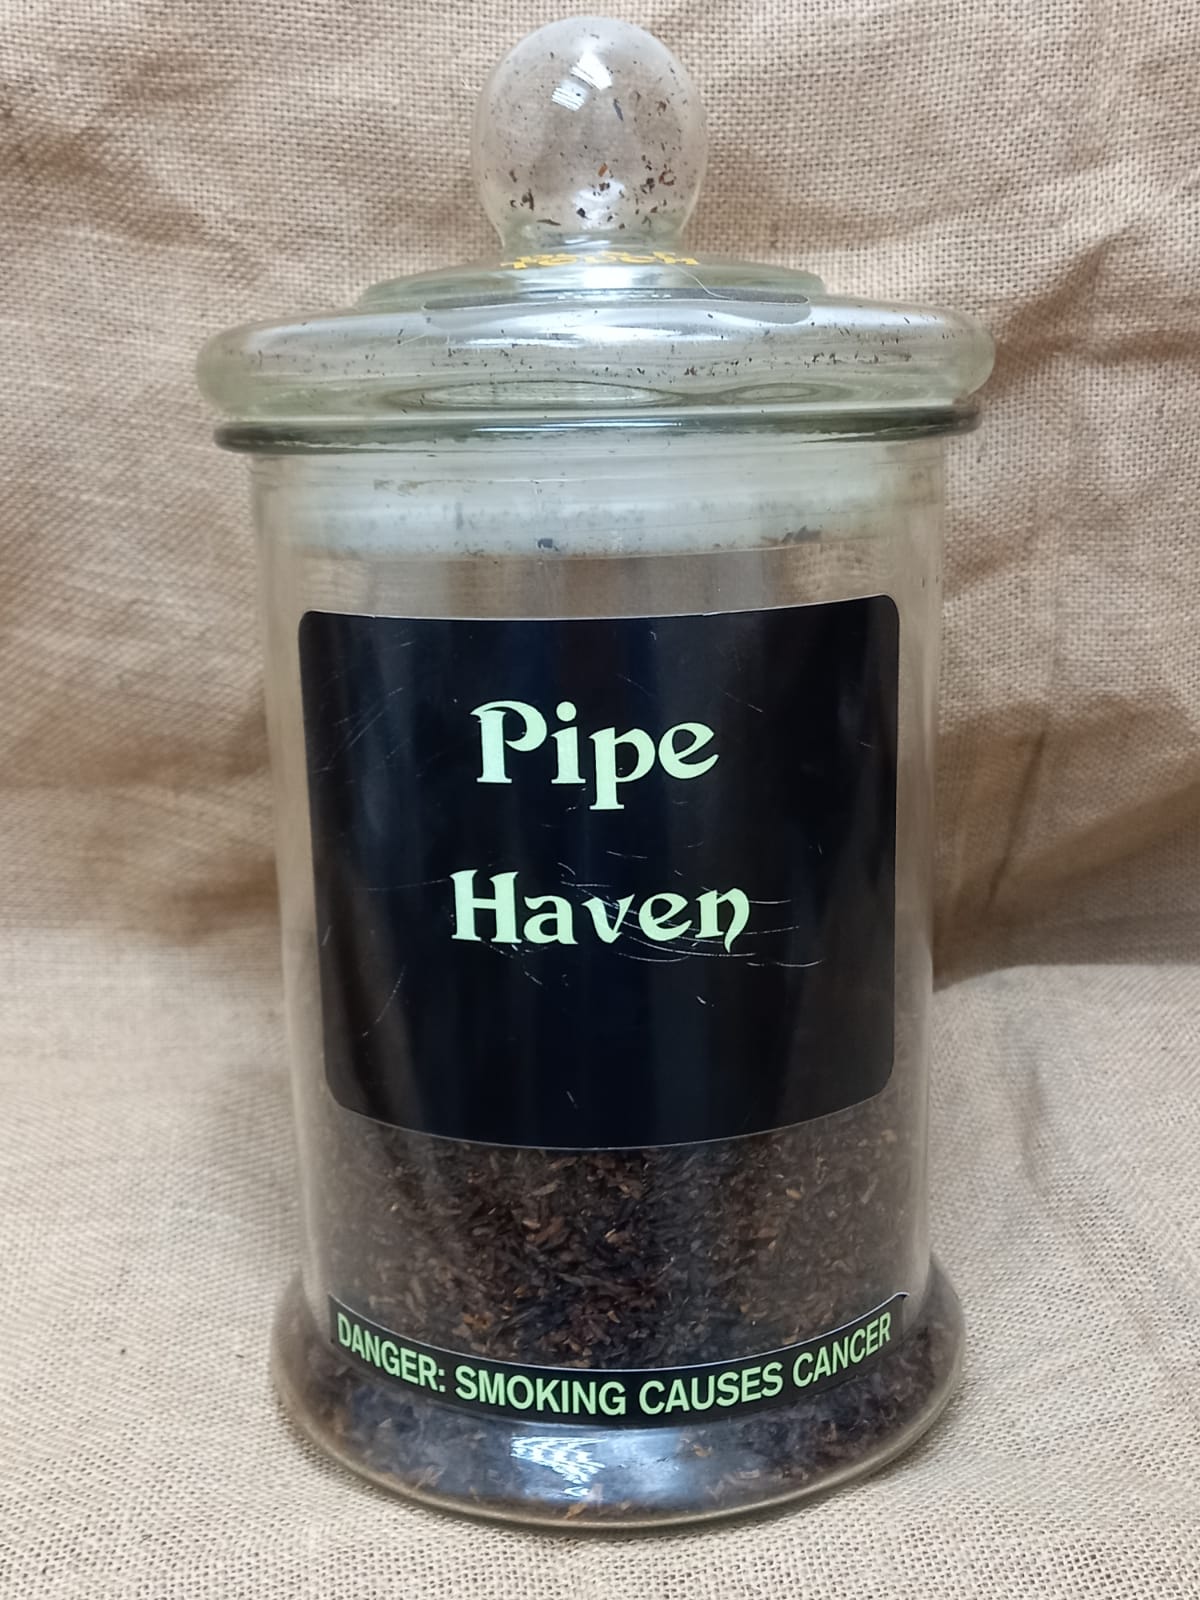 Pipe
Haven
DANGER: SMOKING CAUSES CANCER